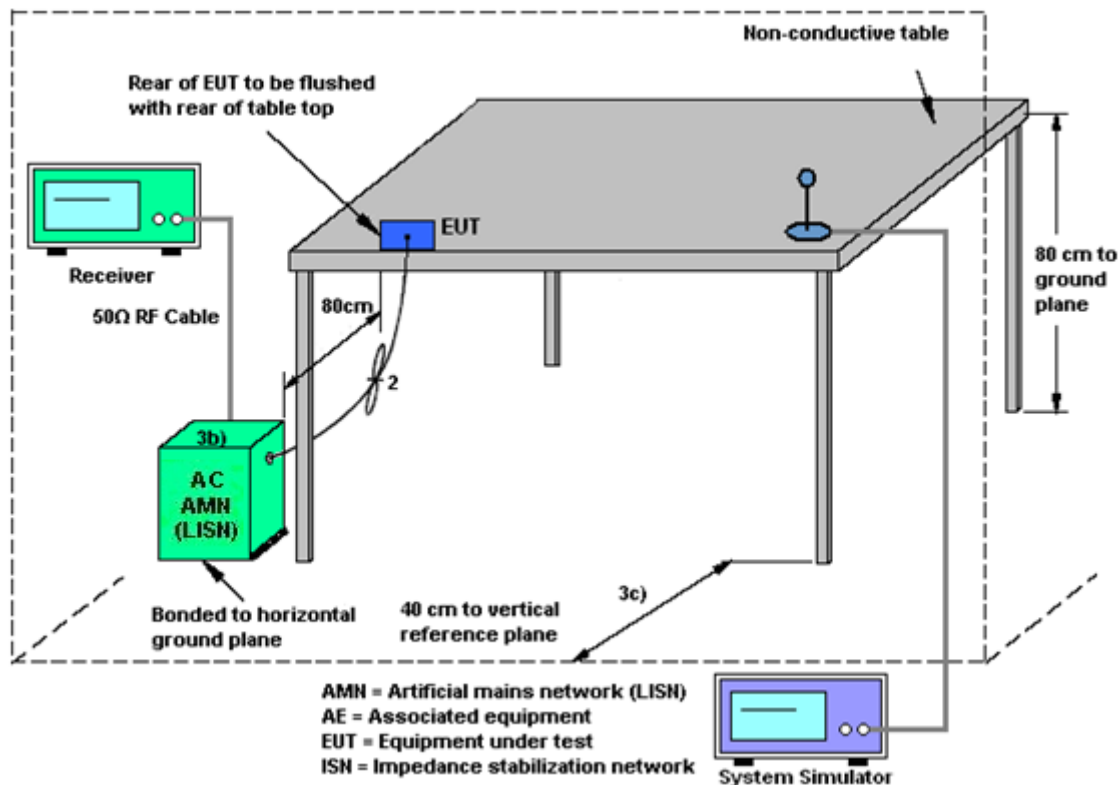 Non-conductive table
Rear of EUT to be flushed
with rear of table top
EUT
Receiver
50Ω RF Cable
80cm
80 cm to
ground
plane
2
3b)
AC
AMN
(LISN)
Bonded to horizontal
ground plane
40 cm to vertical
reference plane
3c)
AMN = Artificial mains network (LISN)
AE = Associated equipment
EUT = Equipment under test
ISN = Impedance stabilization network
System Simulator